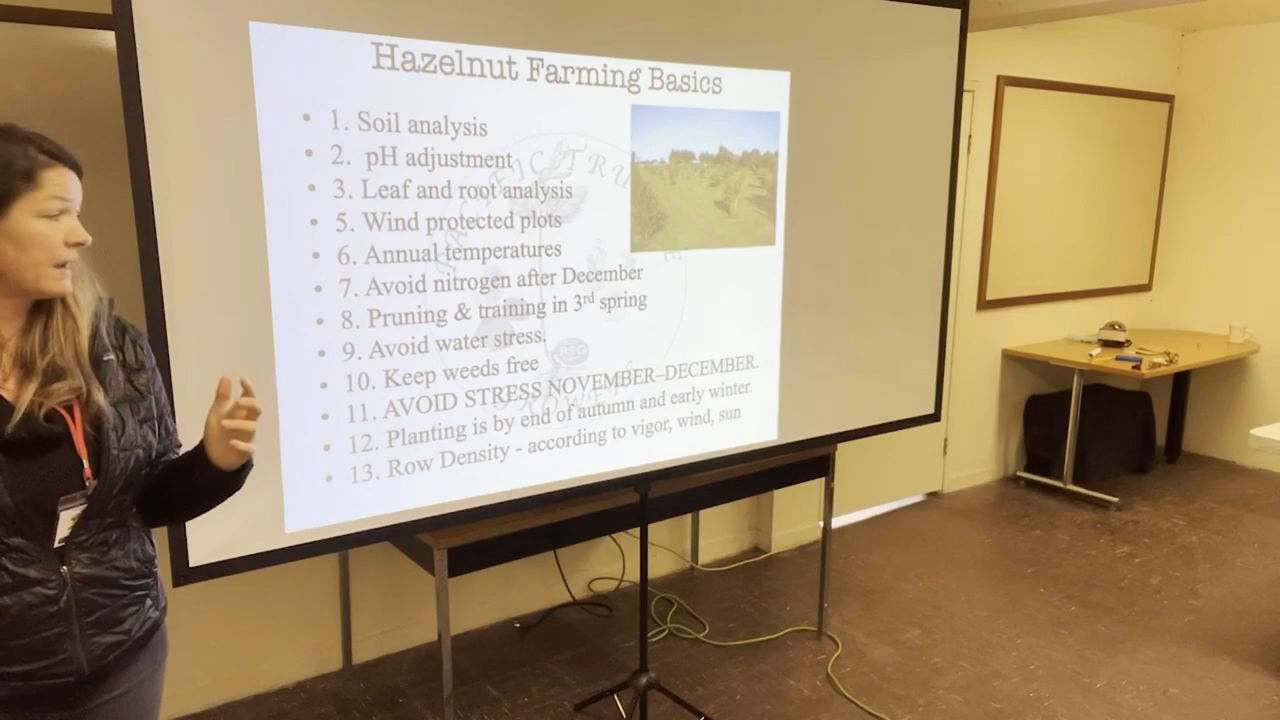 Hazelnut Farming Basics
• 1. Soil analysis
• 2. pH adjustment
• 3. Leaf and root analysis
• 5. Wind protected plots
• 6. Annual temperatures
• 7. Avoid nitrogen after December
• 8. Pruning & training in 3rd spring
• 9. Avoid water stress.
• 10. Keep weeds free
• 11. AVOID STRESS NOVEMBER–DECEMBER.
• 12. Planting is by end of autumn and early winter.
• 13. Row Density - according to vigor, wind, sun